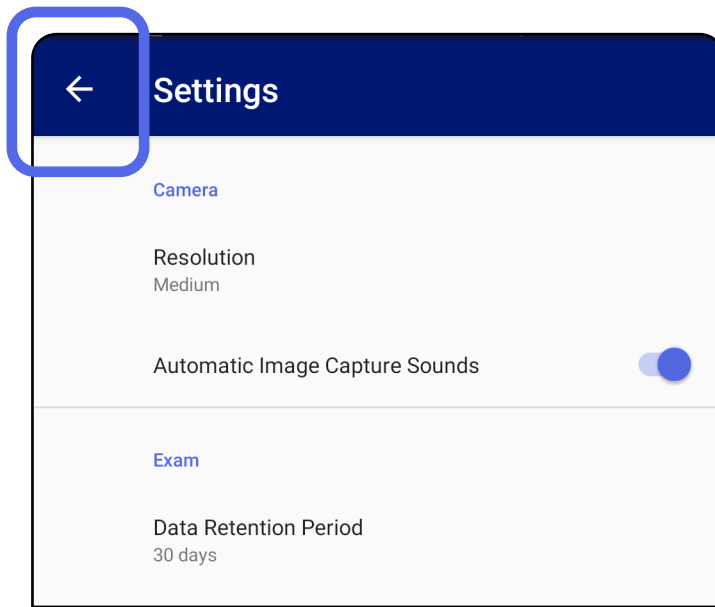 Settings
Camera
Resolution
Medium
Automatic Image Capture Sounds
Exam
Data Retention Period
30 days